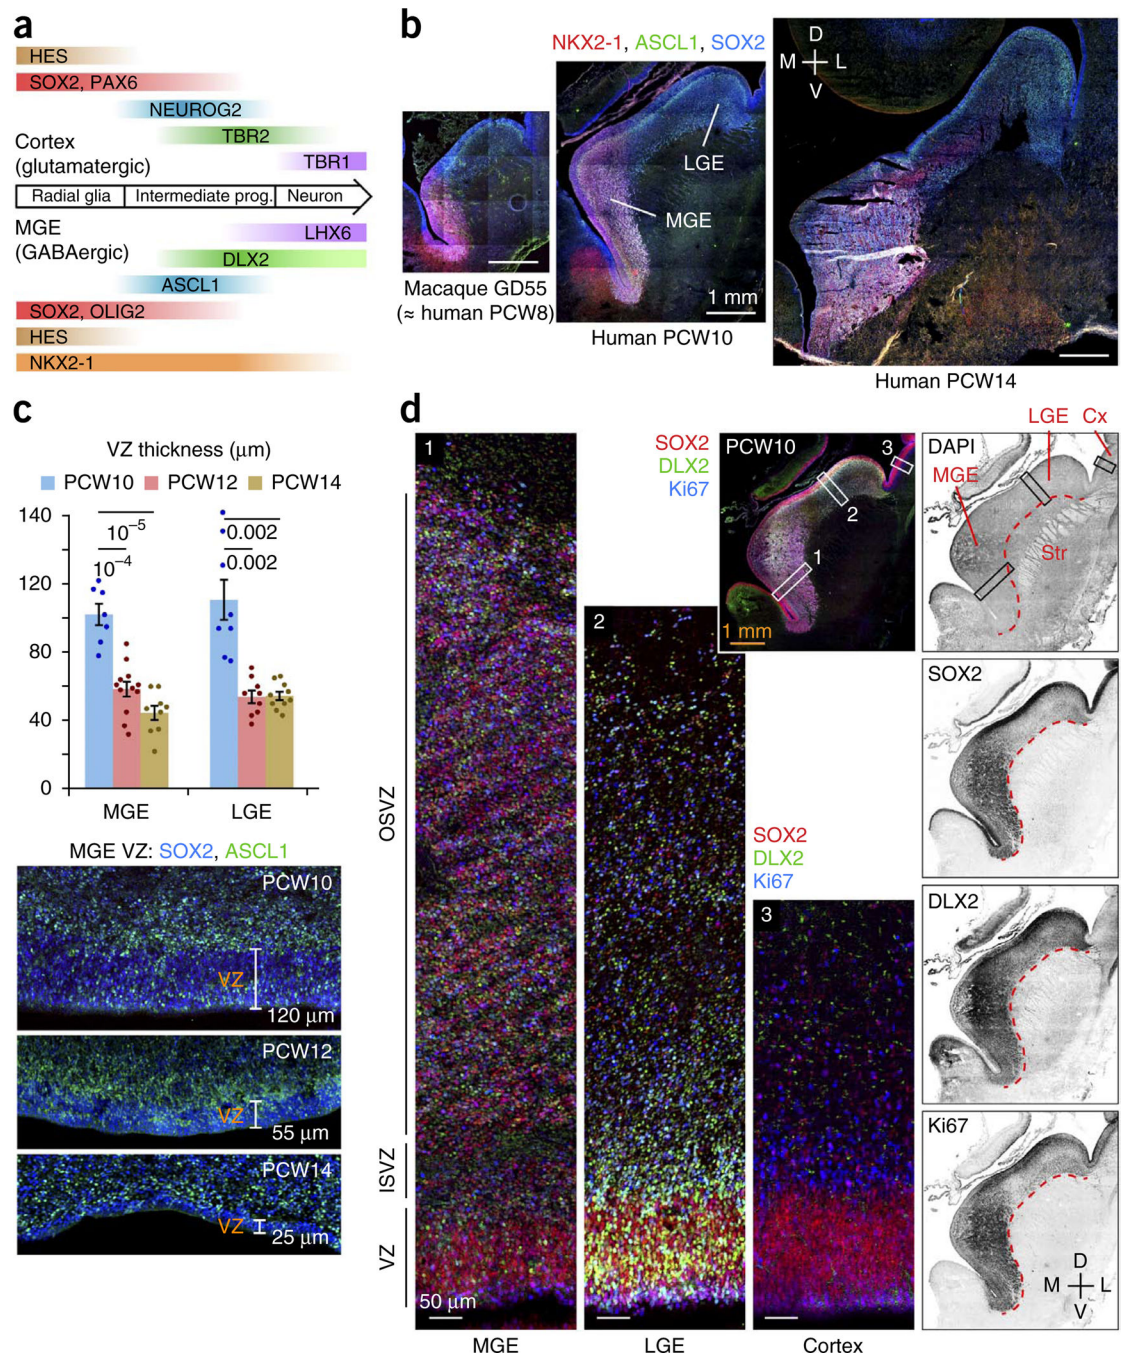 a
HES
SOX2, PAX6
NEUROG2
TBR2
Cortex
(glutamatergic)
TBR1
Radial glia
Intermediate prog.
Neuron
MGE
(GABAergic)
LHX6
DLX2
ASCL1
SOX2, OLIG2
HES
NKX2-1
b
NKX2-1, ASCL1, SOX2
LGE
MGE
1 mm
Macaque GD55
(≈ human PCW8)
Human PCW10
D
M L
V
Human PCW14
c
VZ thickness (μm)
PCW10 PCW12 PCW14
140
120
80
60
40
0
10⁻⁵
10⁻⁴
0.002
0.002
MGE LGE
MGE VZ: SOX2, ASCL1
PCW10
VZ
120 μm
PCW12
VZ
55 μm
PCW14
VZ
25 μm
d
1
OSVZ
ISVZ
VZ
50 μm
MGE
SOX2
DLX2
Ki67
2
LGE
PCW10
3
2
1
1 mm
SOX2
DLX2
Ki67
3
Cortex
LGE Cx
DAPI
MGE
Str
SOX2
DLX2
Ki67
D
M L
V